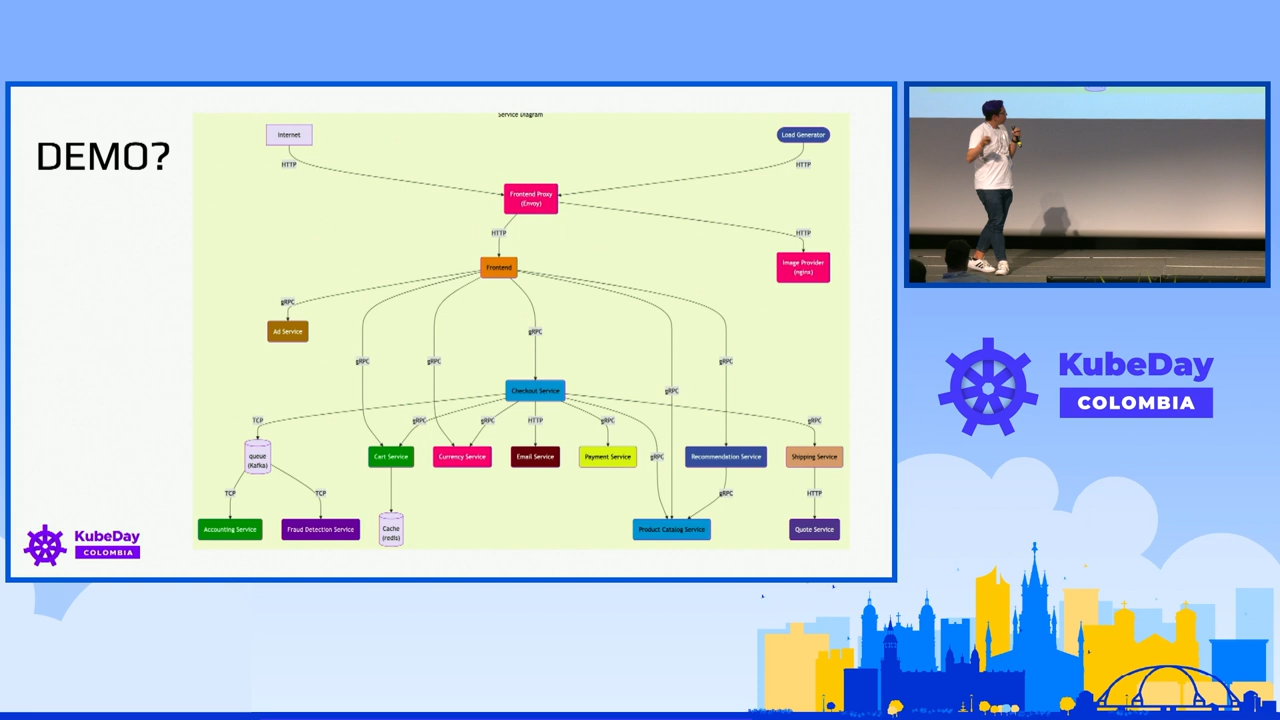 DEMO?
Service Diagram
Internet
Load Generator
HTTP
HTTP
Frontend Proxy
(Envoy)
HTTP
HTTP
Frontend
Image Provider
(nginx)
gRPC
Ad Service
gRPC
gRPC
gRPC
gRPC
gRPC
Checkout Service
TCP
gRPC
gRPC
HTTP
gRPC
gRPC
gRPC
queue
(Kafka)
Cart Service
Currency Service
Email Service
Payment Service
Recommendation Service
Shipping Service
TCP
TCP
gRPC
HTTP
Accounting Service
Fraud Detection Service
Cache
(redis)
Product Catalog Service
Quote Service
KubeDay
COLOMBIA
KubeDay
COLOMBIA